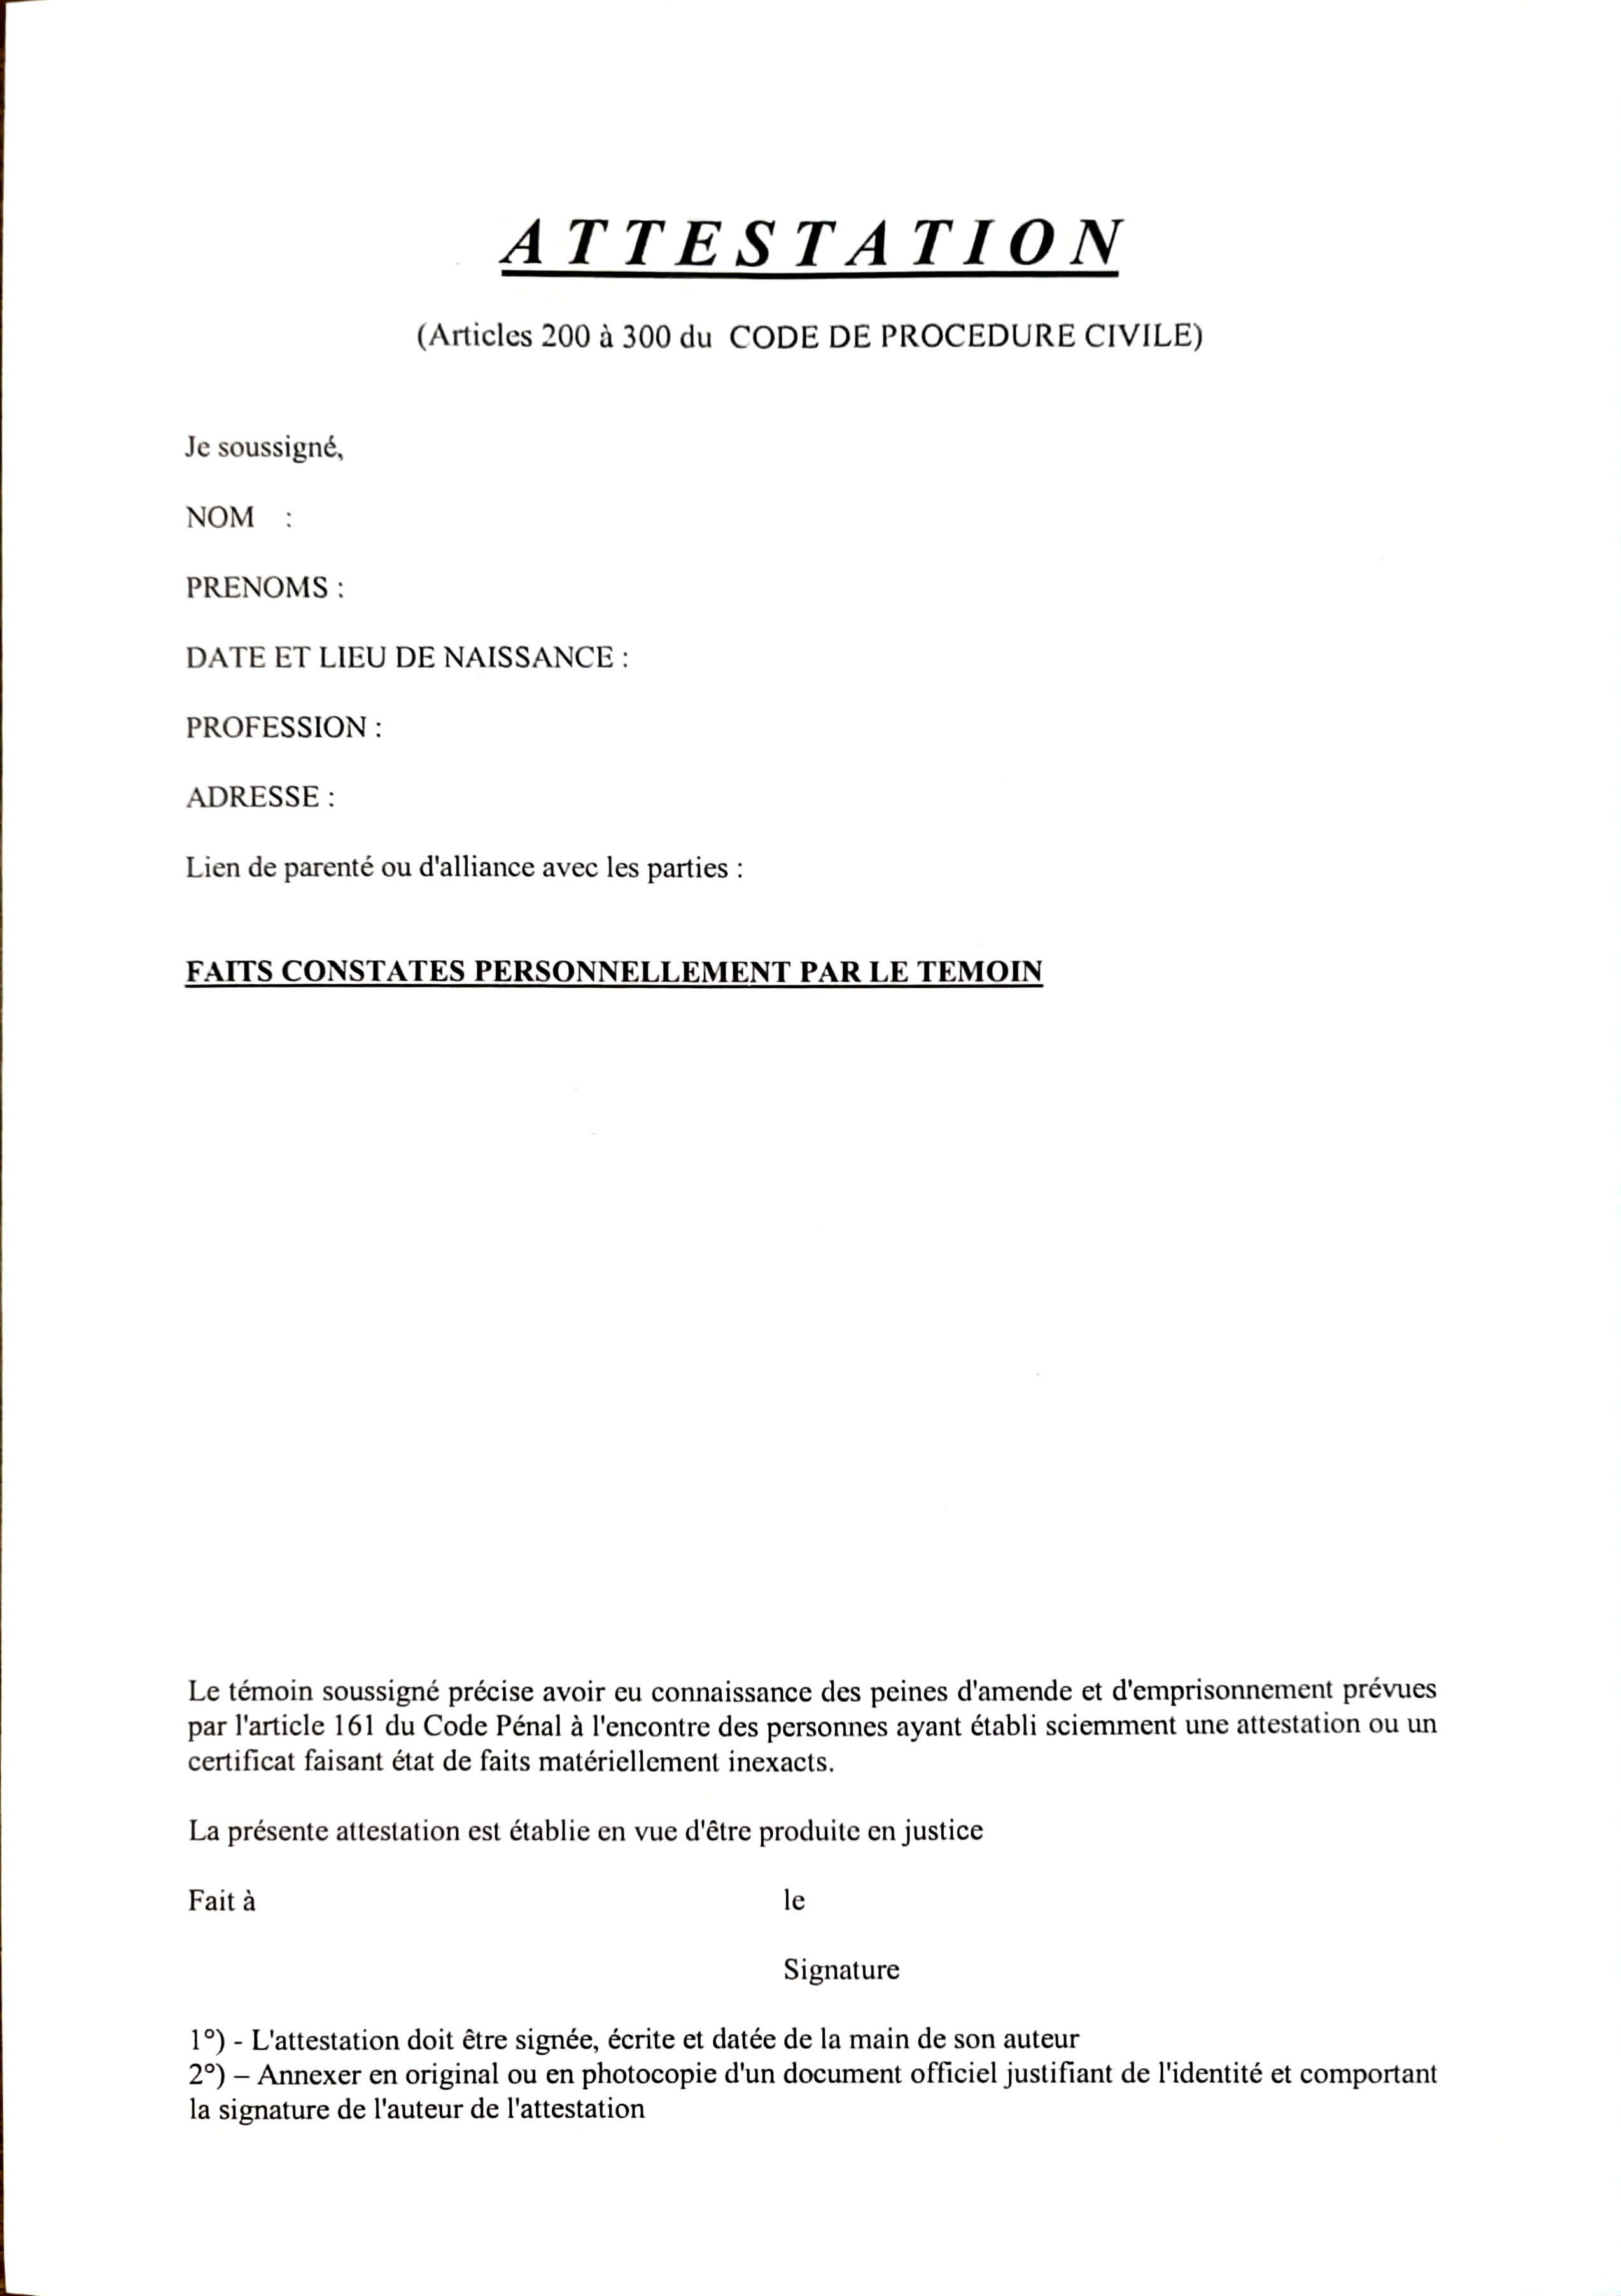 ATTESTATION
(Articles 200 à 300 du CODE DE PROCEDURE CIVILE)
Je soussigné,
NOM :
PRENOMS :
DATE ET LIEU DE NAISSANCE :
PROFESSION :
ADRESSE :
Lien de parenté ou d'alliance avec les parties :
FAITS CONSTATES PERSONNELLEMENT PAR LE TEMOIN
Le témoin soussigné précise avoir eu connaissance des peines d'amende et d'emprisonnement prévues
par l'article 161 du Code Pénal à l'encontre des personnes ayant établi sciemment une attestation ou un
certificat faisant état de faits matériellement inexacts.
La présente attestation est établie en vue d'être produite en justice
Fait à le
Signature
1°) - L'attestation doit être signée, écrite et datée de la main de son auteur
2°) – Annexer en original ou en photocopie d'un document officiel justifiant de l'identité et comportant
la signature de l'auteur de l'attestation